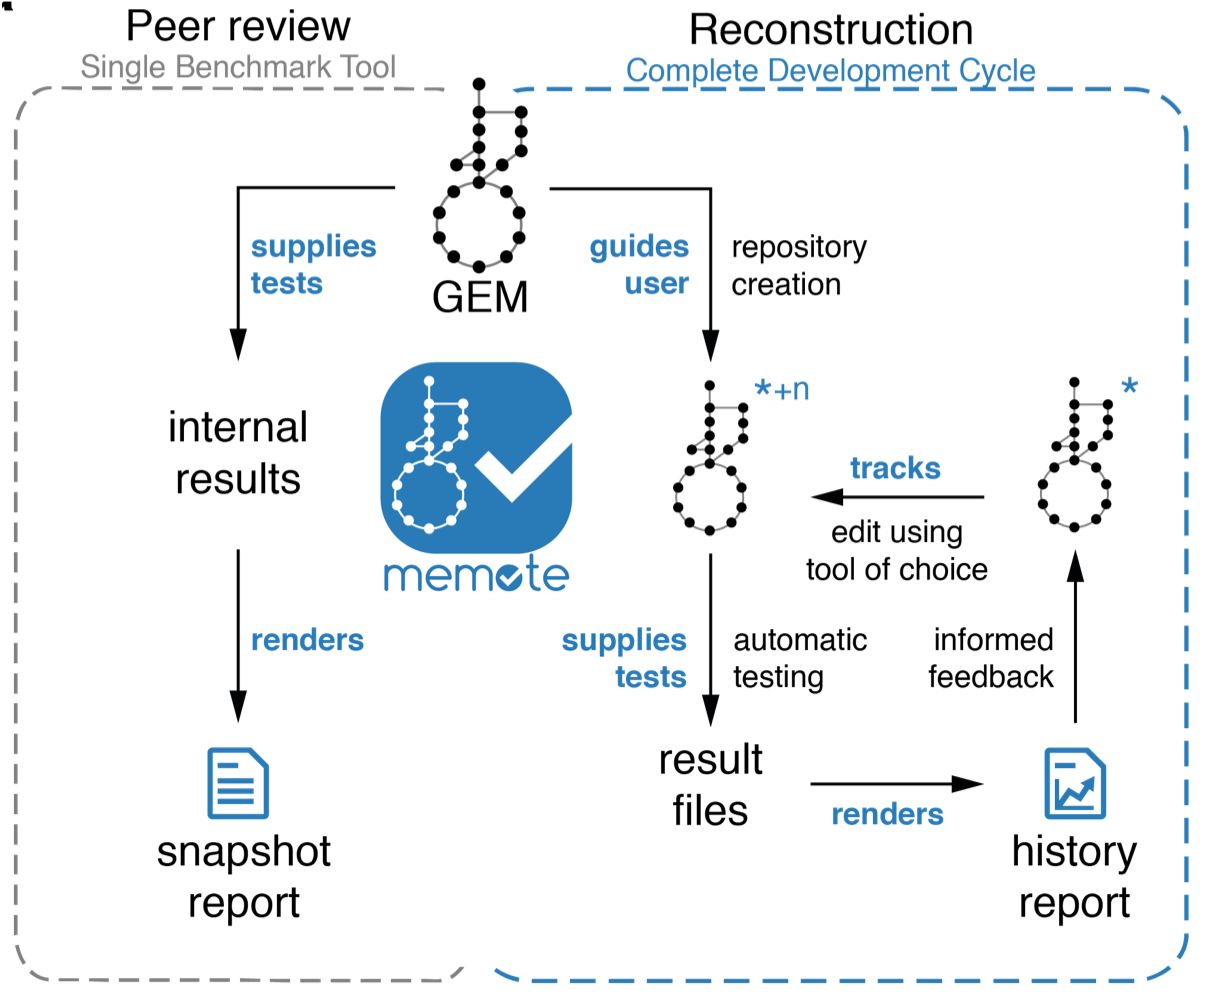 Peer review
Single Benchmark Tool
Reconstruction
Complete Development Cycle
GEM
supplies
tests
guides
user
repository
creation
internal
results
memote
*+n
*
tracks
edit using
tool of choice
renders
supplies
tests
automatic
testing
informed
feedback
snapshot
report
result
files
renders
history
report